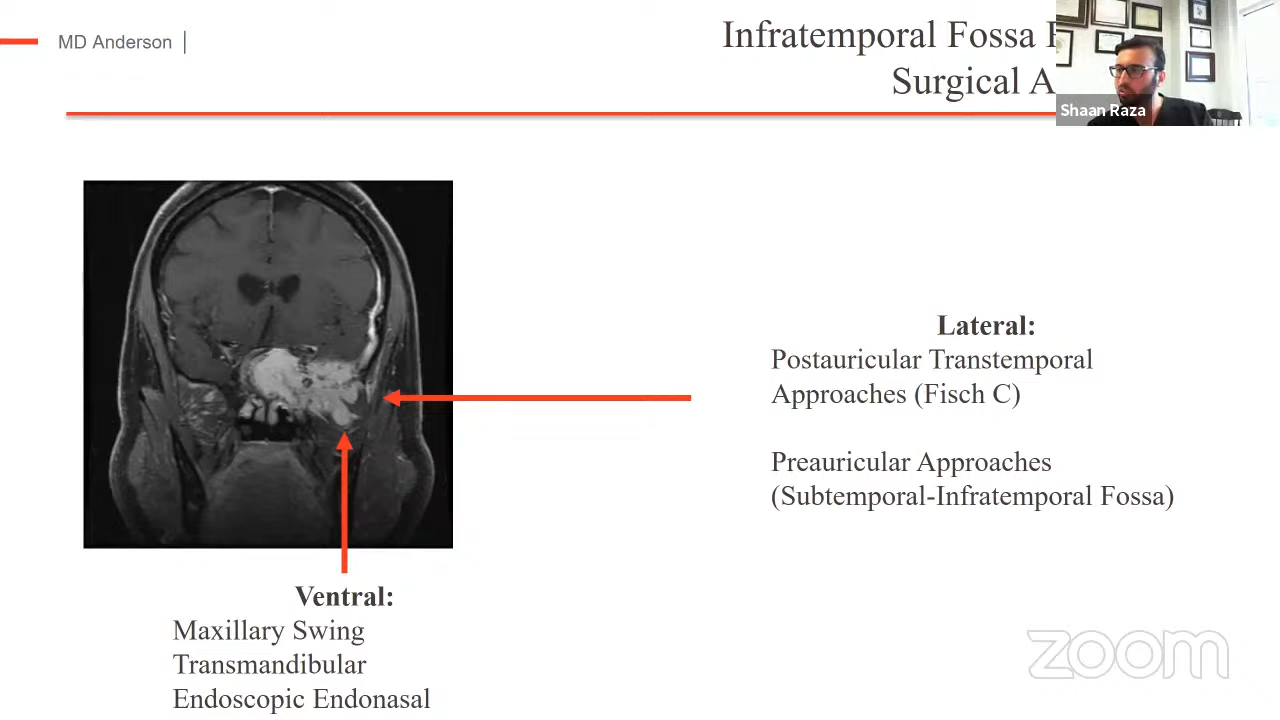 MD Anderson
Infratemporal Fossa
Surgical
Shaan Raza
Lateral:
Postauricular Transtemporal
Approaches (Fisch C)
Preauricular Approaches
(Subtemporal-Infratemporal Fossa)
Ventral:
Maxillary Swing
Transmandibular
Endoscopic Endonasal
zoom